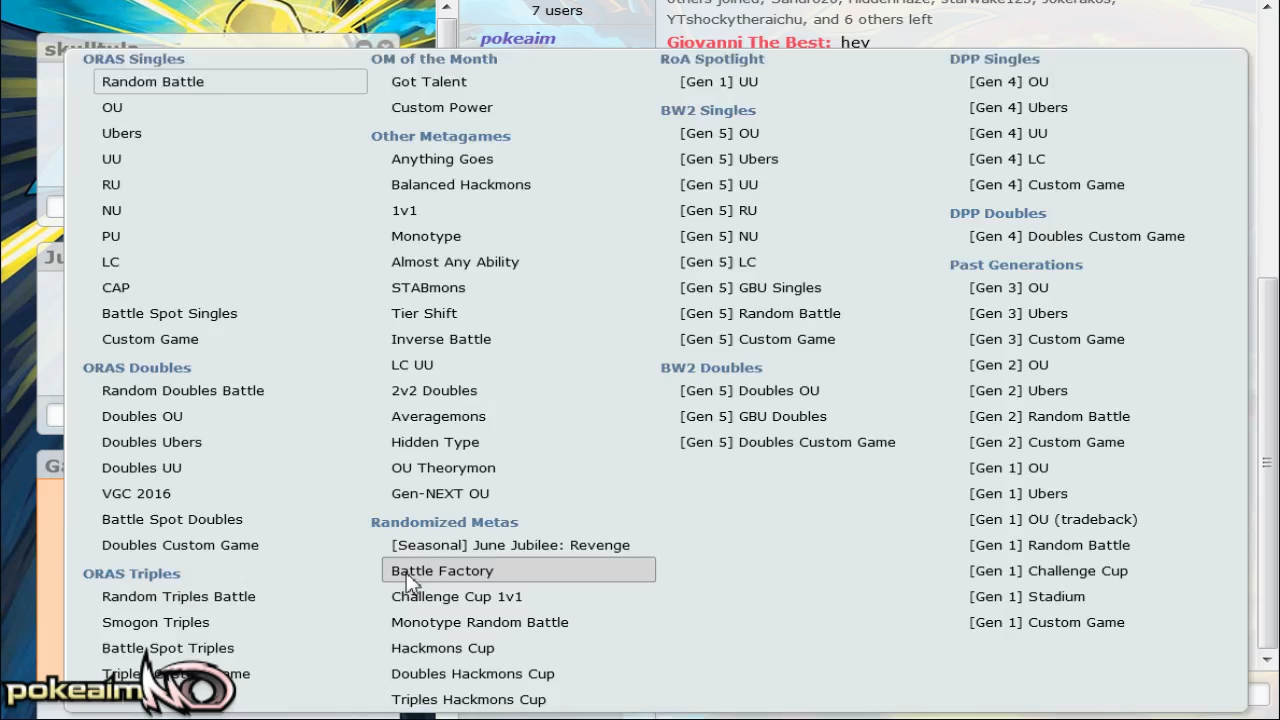 others joined; Sandro26, HiddenHaze, starwake123, Jokerakos,
7 users
YTshockytheraichu, and 6 others left
~ pokeaim
Giovanni The Best: hey
skulltula
ORAS Singles
Random Battle
OU
Ubers
UU
RU
NU
PU
LC
CAP
Battle Spot Singles
Custom Game
ORAS Doubles
Random Doubles Battle
Doubles OU
Doubles Ubers
Doubles UU
VGC 2016
Battle Spot Doubles
Doubles Custom Game
ORAS Triples
Random Triples Battle
Smogon Triples
Battle Spot Triples
Triples Custom Game
OM of the Month
Got Talent
Custom Power
Other Metagames
Anything Goes
Balanced Hackmons
1v1
Monotype
Almost Any Ability
STABmons
Tier Shift
Inverse Battle
LC UU
2v2 Doubles
Averagemons
Hidden Type
OU Theorymon
Gen-NEXT OU
Randomized Metas
[Seasonal] June Jubilee: Revenge
Battle Factory
Challenge Cup 1v1
Monotype Random Battle
Hackmons Cup
Doubles Hackmons Cup
Triples Hackmons Cup
RoA Spotlight
[Gen 1] UU
BW2 Singles
[Gen 5] OU
[Gen 5] Ubers
[Gen 5] UU
[Gen 5] RU
[Gen 5] NU
[Gen 5] LC
[Gen 5] GBU Singles
[Gen 5] Random Battle
[Gen 5] Custom Game
BW2 Doubles
[Gen 5] Doubles OU
[Gen 5] GBU Doubles
[Gen 5] Doubles Custom Game
DPP Singles
[Gen 4] OU
[Gen 4] Ubers
[Gen 4] UU
[Gen 4] LC
[Gen 4] Custom Game
DPP Doubles
[Gen 4] Doubles Custom Game
Past Generations
[Gen 3] OU
[Gen 3] Ubers
[Gen 3] Custom Game
[Gen 2] OU
[Gen 2] Ubers
[Gen 2] Random Battle
[Gen 2] Custom Game
[Gen 1] OU
[Gen 1] Ubers
[Gen 1] OU (tradeback)
[Gen 1] Random Battle
[Gen 1] Challenge Cup
[Gen 1] Stadium
[Gen 1] Custom Game
pokeaimMD